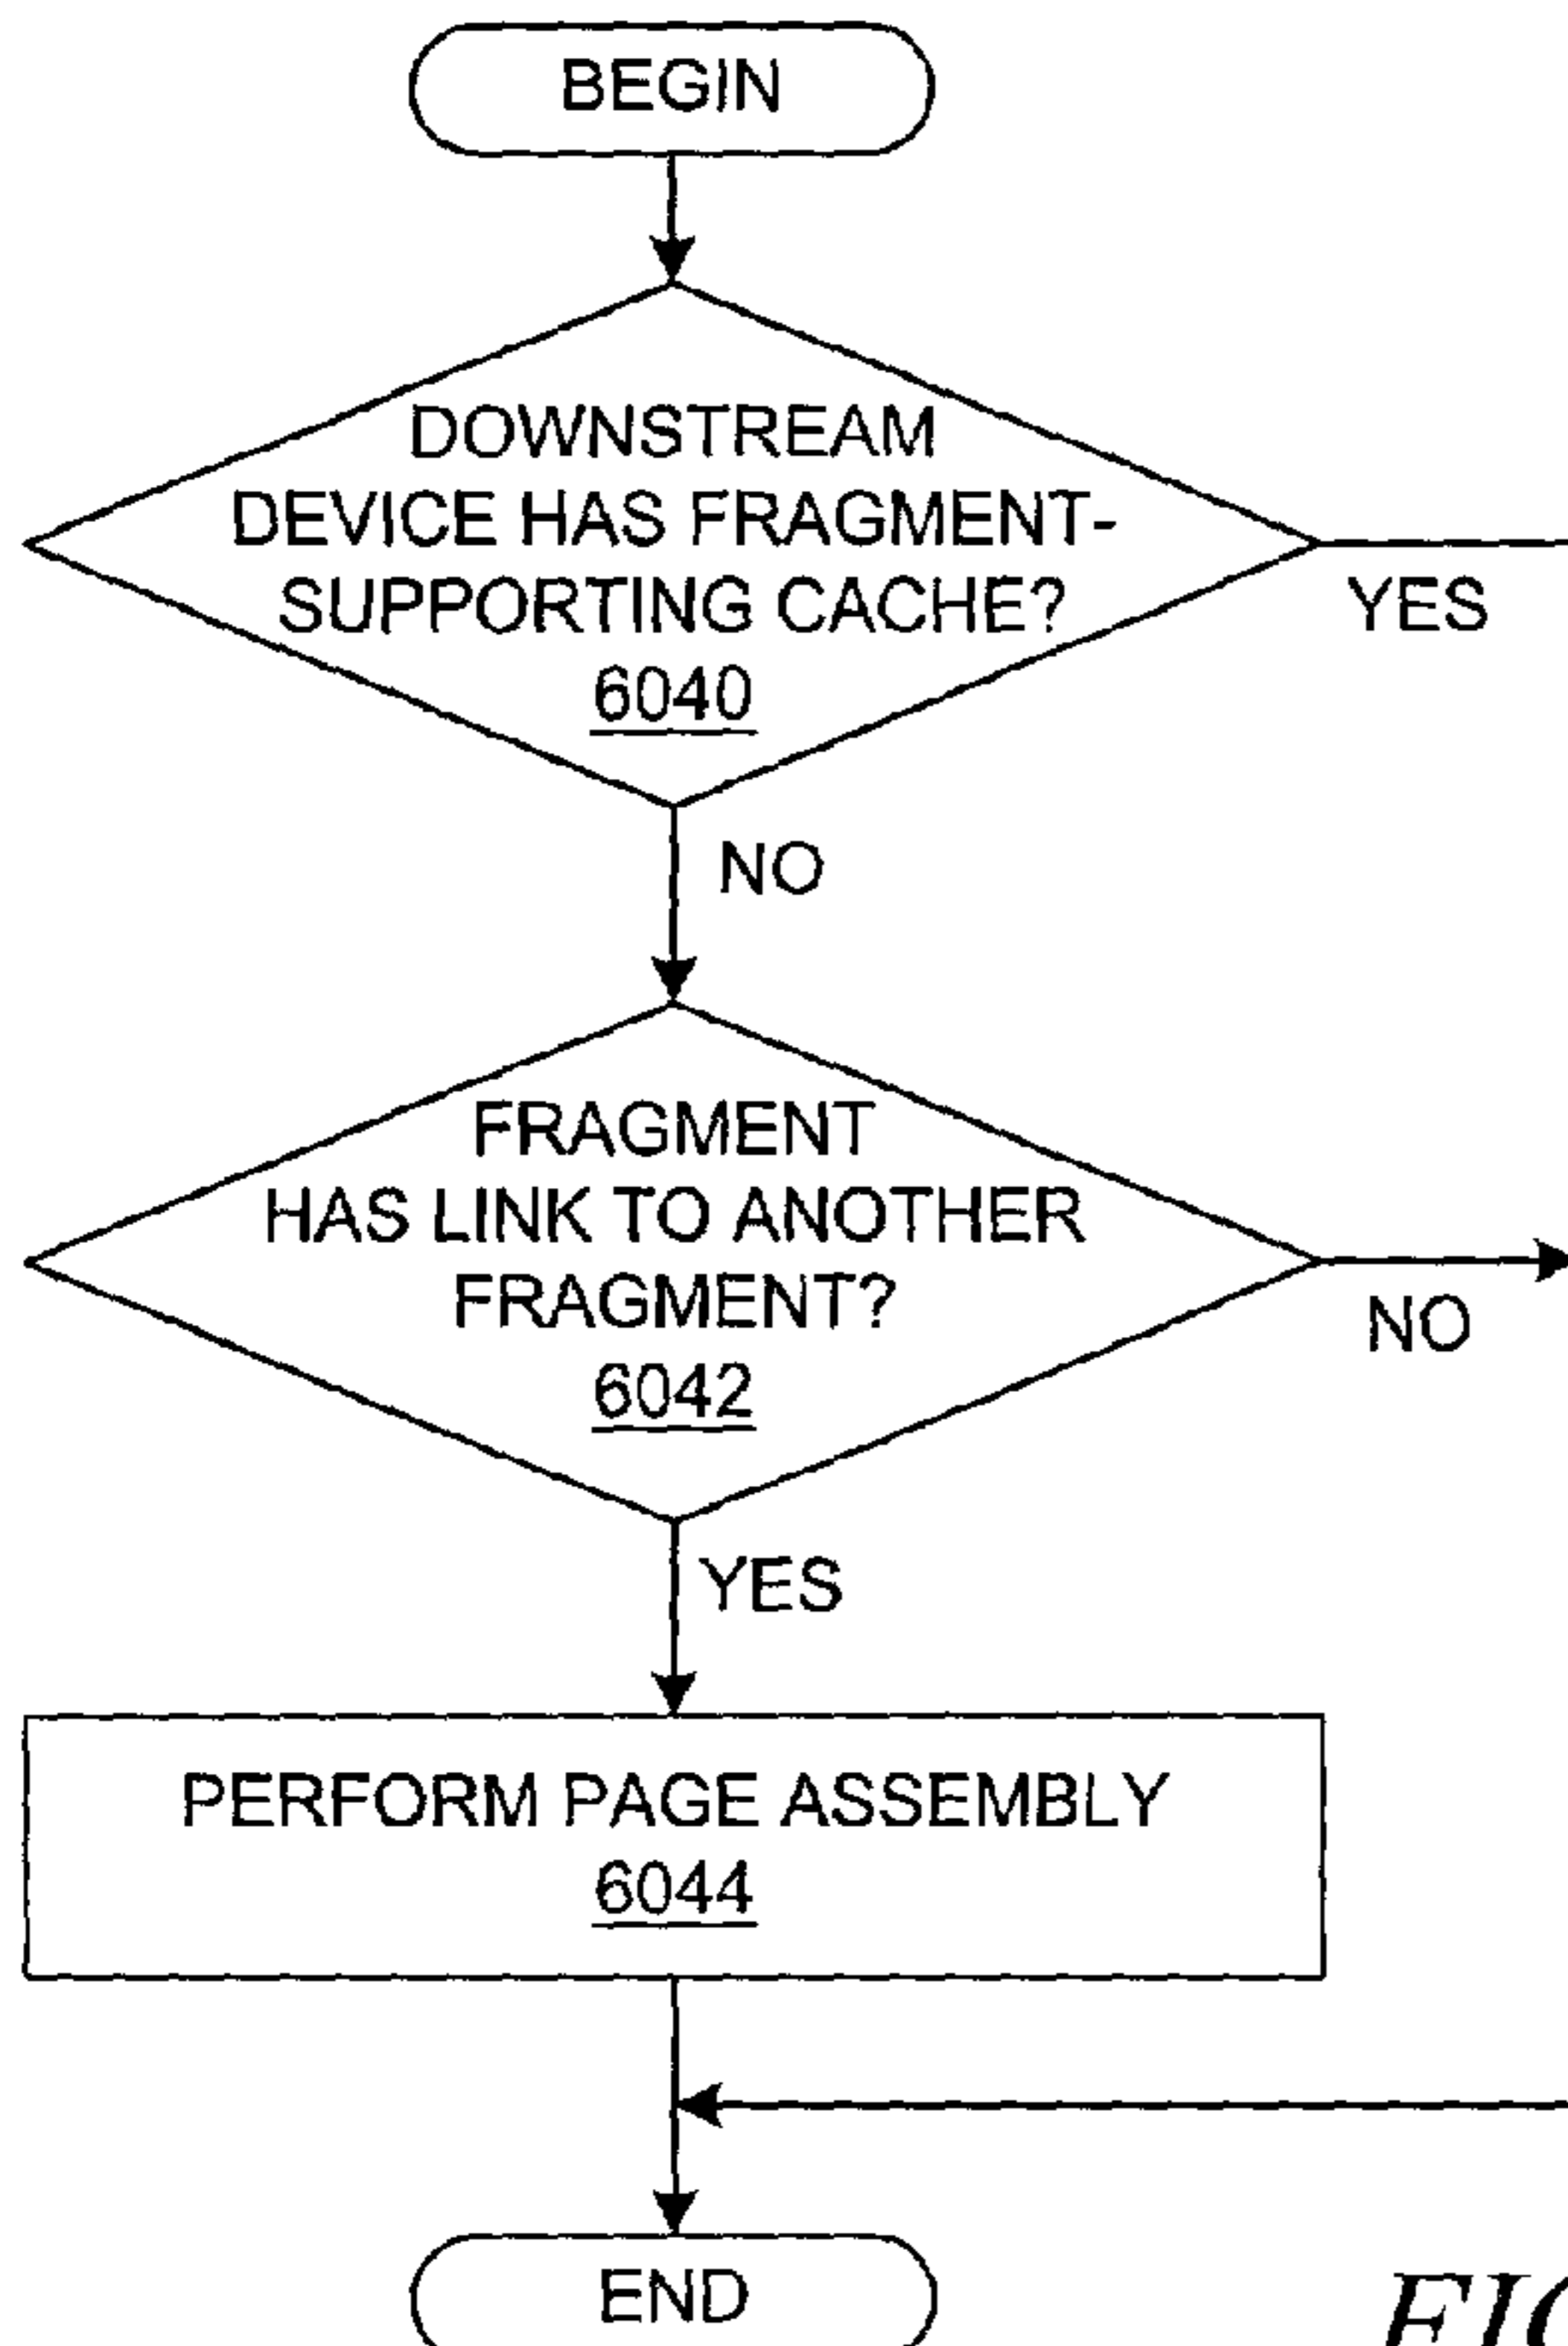 BEGIN
DOWNSTREAM
DEVICE HAS FRAGMENT-
SUPPORTING CACHE?
6040
YES
NO
FRAGMENT
HAS LINK TO ANOTHER
FRAGMENT?
6042
NO
YES
PERFORM PAGE ASSEMBLY
6044
END